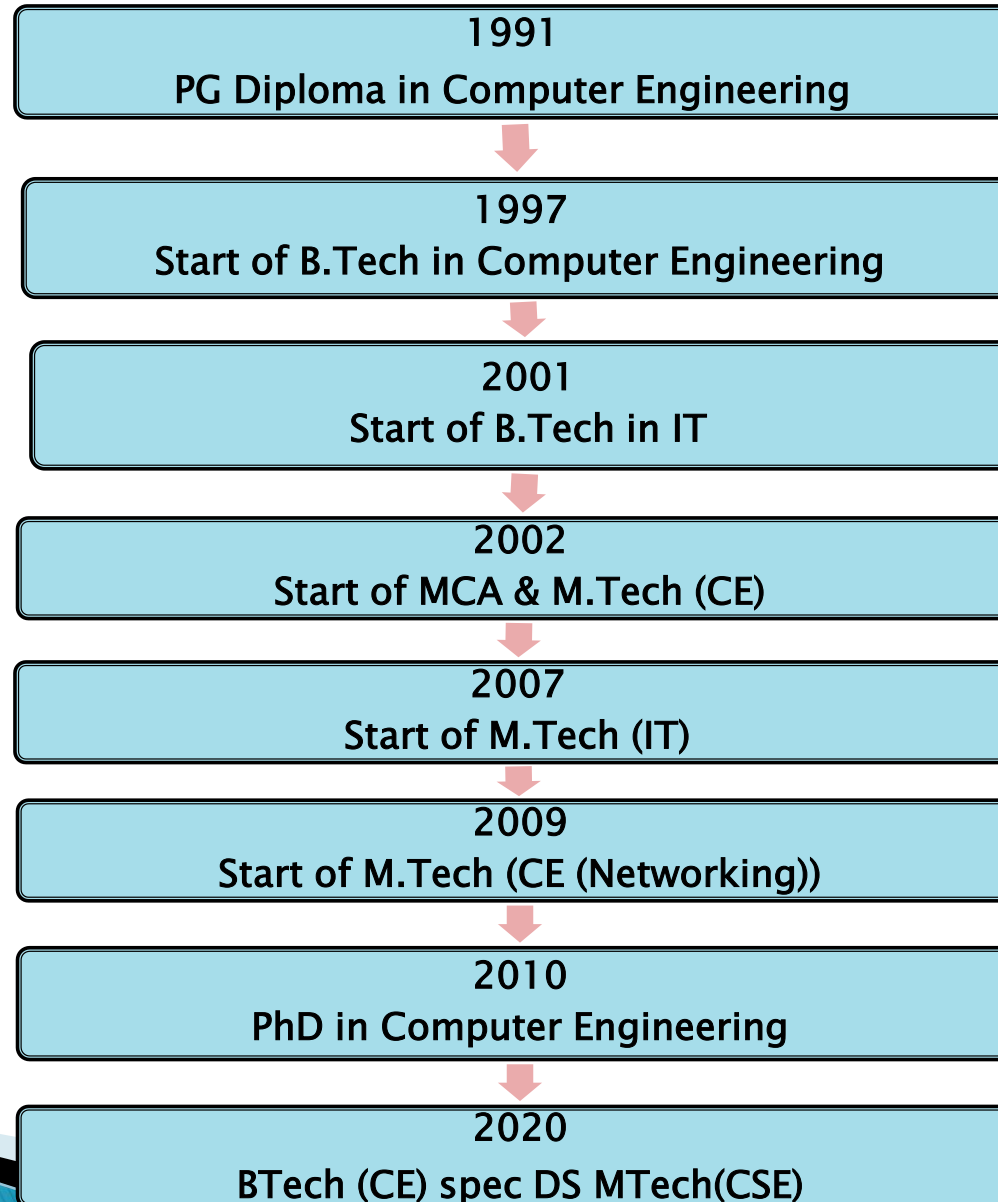 1991
PG Diploma in Computer Engineering
1997
Start of B.Tech in Computer Engineering
2001
Start of B.Tech in IT
2002
Start of MCA & M.Tech (CE)
2007
Start of M.Tech (IT)
2009
Start of M.Tech (CE (Networking))
2010
PhD in Computer Engineering
2020
BTech (CE) spec DS MTech(CSE)